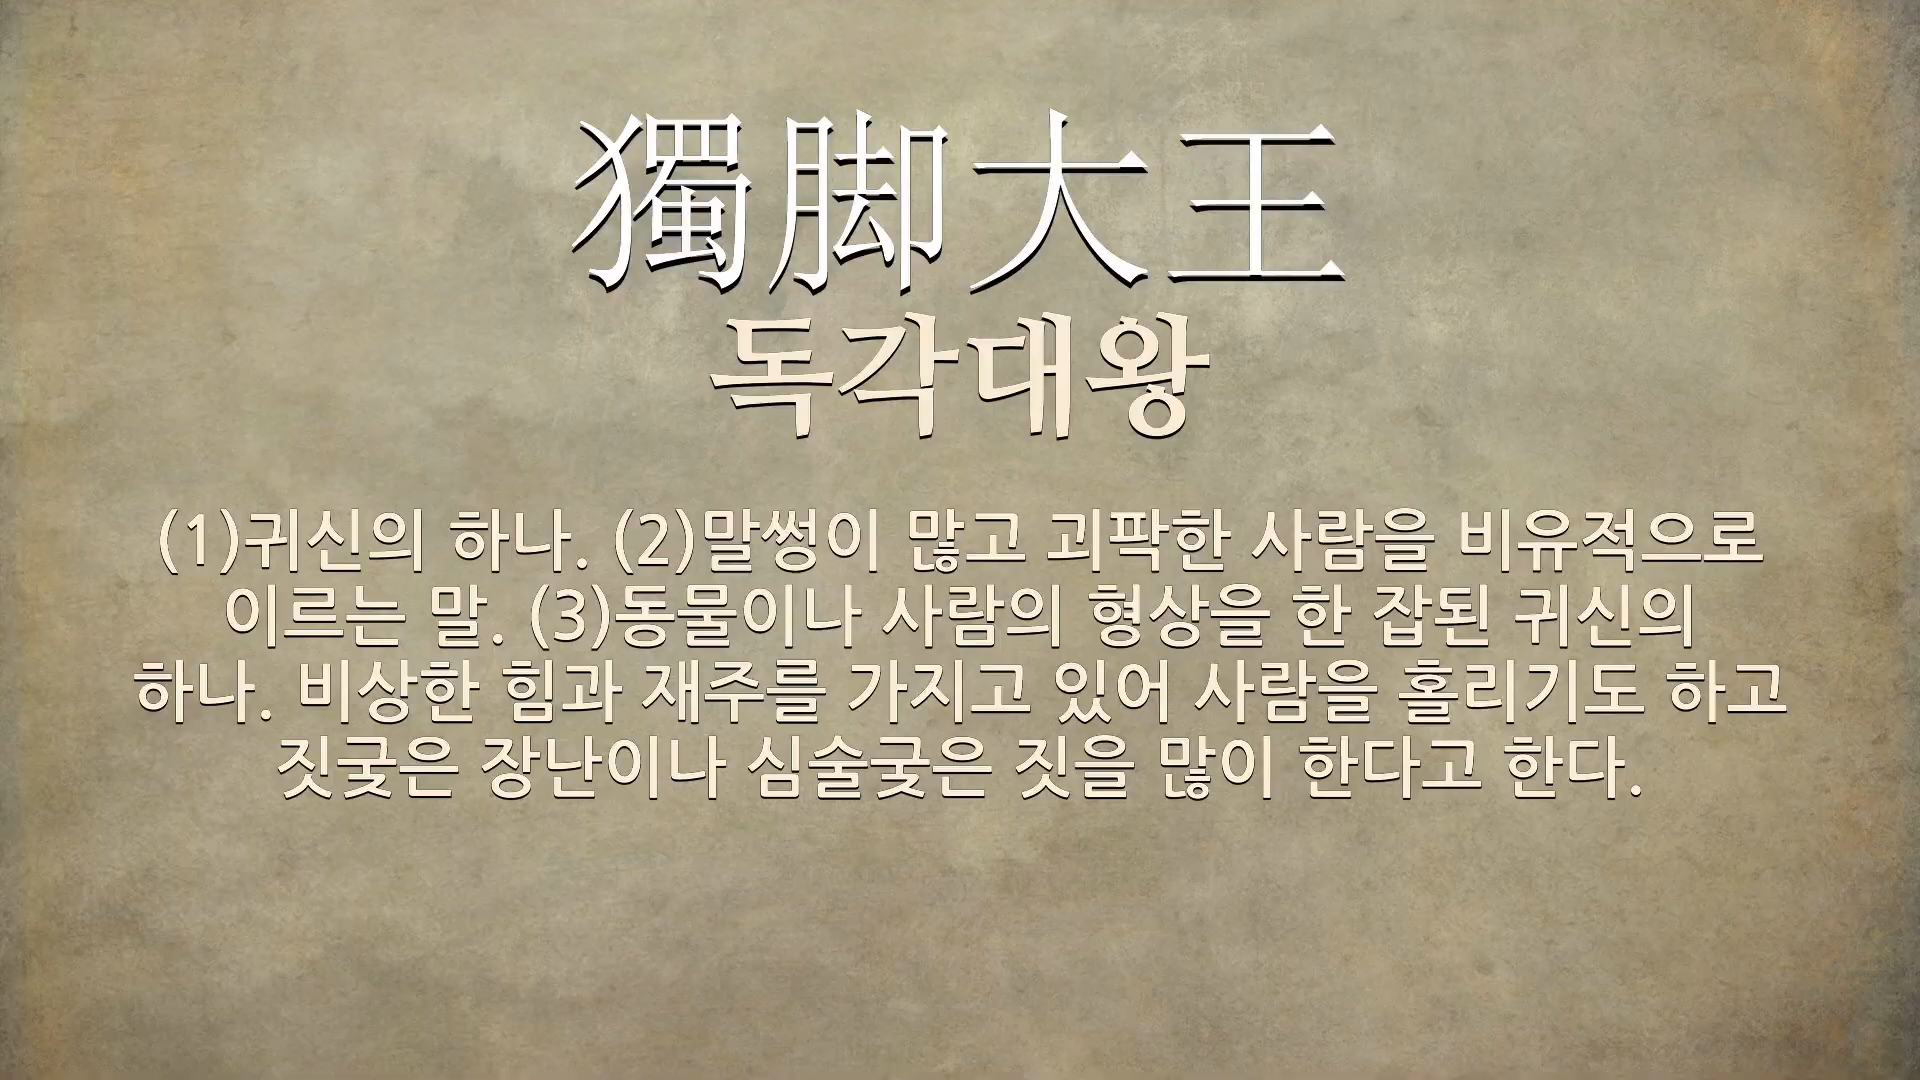 獨脚大王
독각대왕
(1)귀신의 하나. (2)말썽이 많고 괴팍한 사람을 비유적으로
이르는 말. (3)동물이나 사람의 형상을 한 잡된 귀신의
하나. 비상한 힘과 재주를 가지고 있어 사람을 홀리기도 하고
짓궂은 장난이나 심술궂은 짓을 많이 한다고 한다.